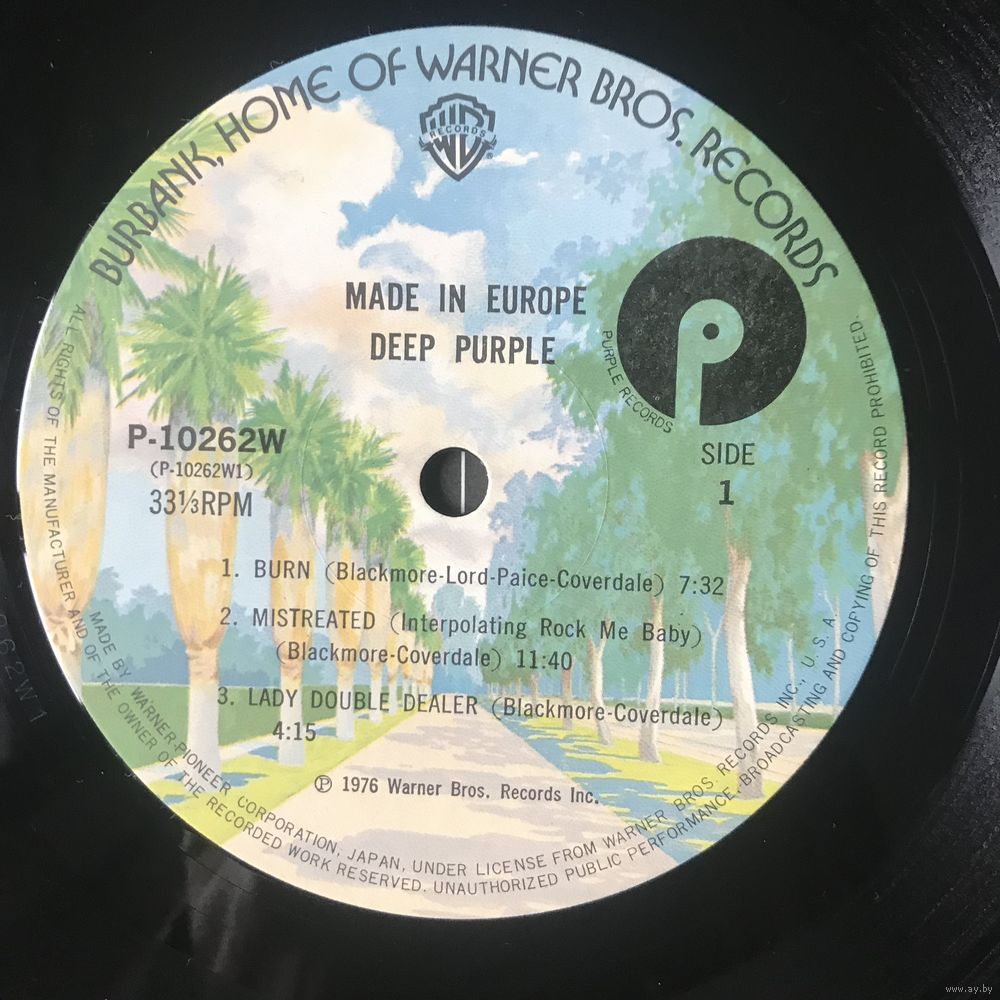 BURBANK, HOME OF WARNER BROS. RECORDS
W RECORDS ®
MADE IN EUROPE
DEEP PURPLE
PURPLE RECORDS
P-10262W
(P-10262W1)
33⅓RPM
SIDE
1
1. BURN (Blackmore-Lord-Paice-Coverdale) 7:32
2. MISTREATED (Interpolating Rock Me Baby)
(Blackmore-Coverdale) 11:40
3. LADY DOUBLE DEALER (Blackmore-Coverdale)
4:15
℗ 1976 Warner Bros. Records Inc.
MADE BY WARNER-PIONEER CORPORATION, JAPAN, UNDER LICENSE FROM WARNER BROS. RECORDS INC., U. S. A.
ALL RIGHTS OF THE MANUFACTURER AND OF THE OWNER OF THE RECORDED WORK RESERVED. UNAUTHORIZED PUBLIC PERFORMANCE, BROADCASTING AND COPYING OF THIS RECORD PROHIBITED.
www.ay.by